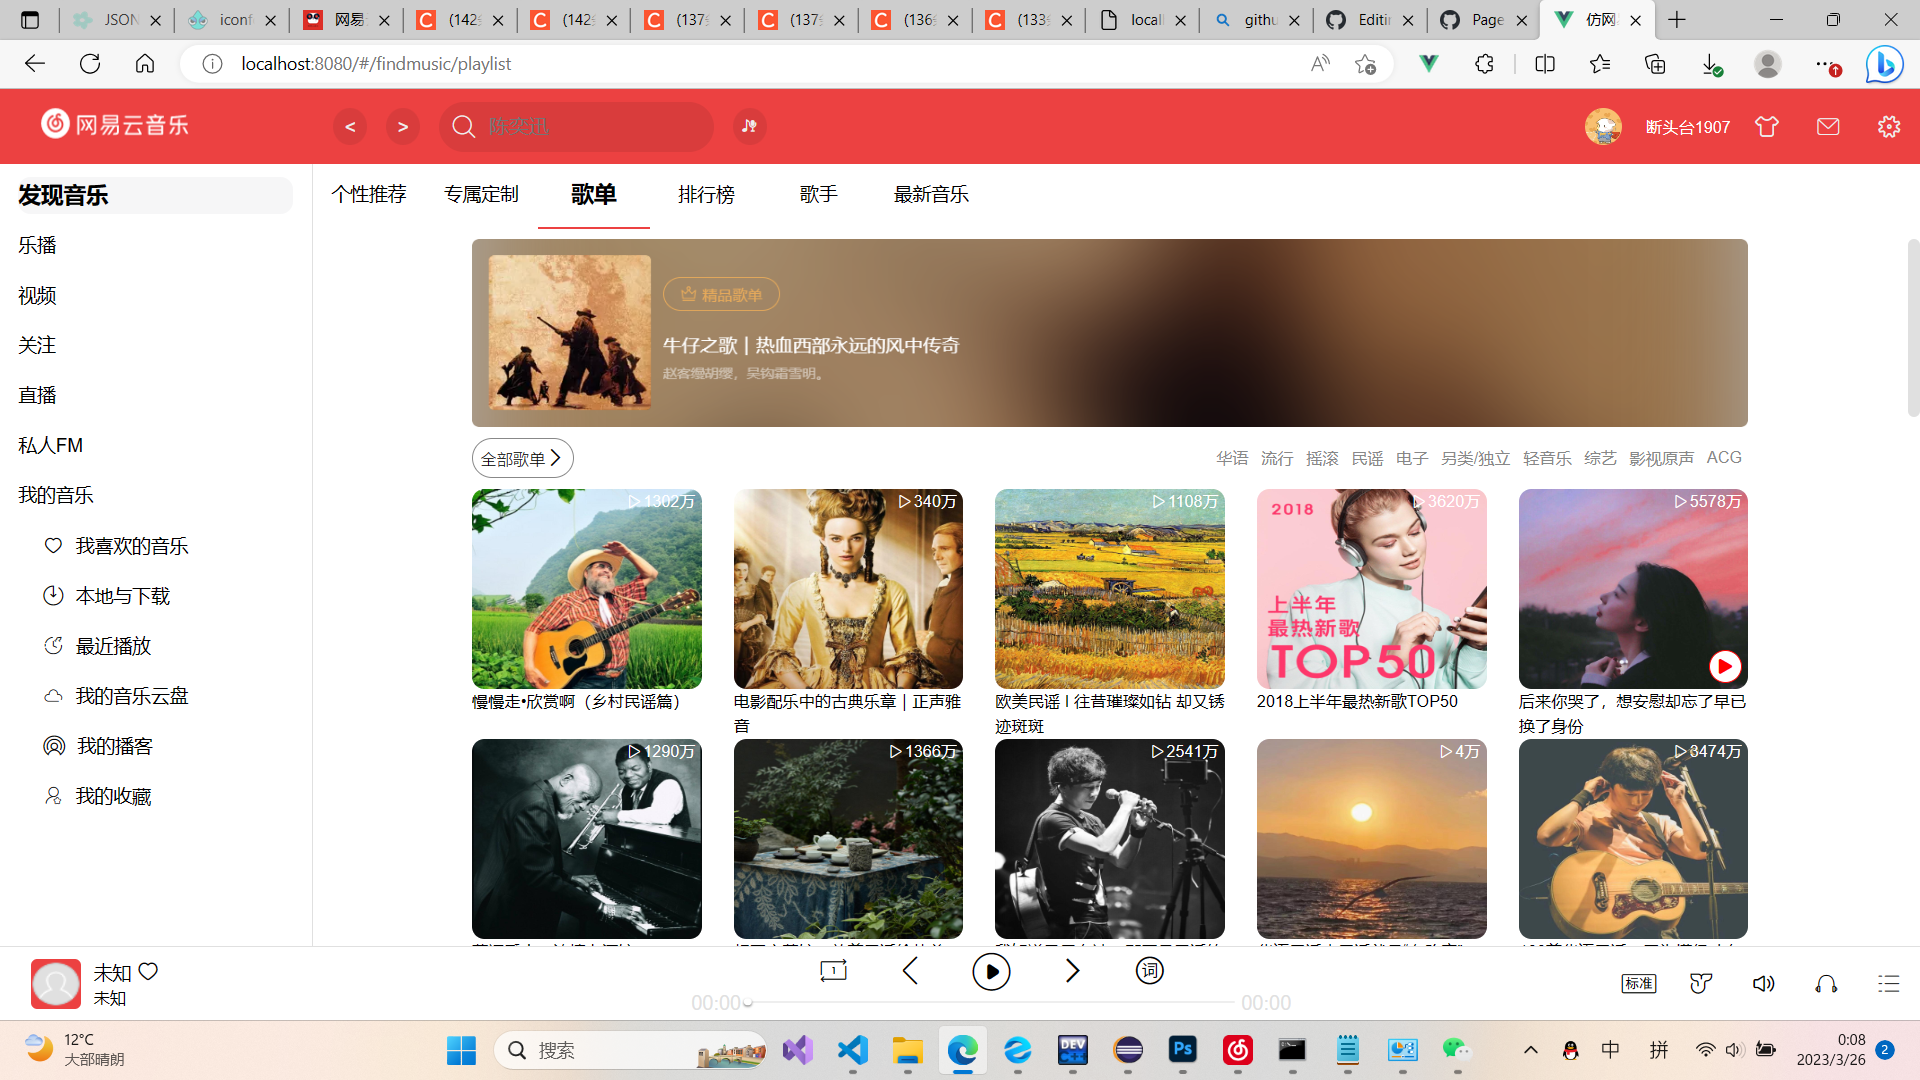 JSON
iconf
网易
(142
(142
(137
(137
(136
(133
locall
githu
Editin
Page
仿网
localhost:8080/#/findmusic/playlist
网易云音乐
<
>
陈奕迅
断头台1907
发现音乐
乐播
视频
关注
直播
私人FM
我的音乐
我喜欢的音乐
本地与下载
最近播放
我的音乐云盘
我的播客
我的收藏
个性推荐 专属定制 歌单 排行榜 歌手 最新音乐
精品歌单
牛仔之歌｜热血西部永远的风中传奇
赵客缦胡缨，吴钩霜雪明。
全部歌单
华语 流行 摇滚 民谣 电子 另类/独立 轻音乐 综艺 影视原声 ACG
1302万
慢慢走•欣赏啊（乡村民谣篇）
340万
电影配乐中的古典乐章｜正声雅
音
1108万
欧美民谣 l 往昔璀璨如钻 却又锈
迹斑斑
3620万
2018
上半年
最热新歌
TOP50
2018上半年最热新歌TOP50
5578万
后来你哭了，想安慰却忘了早已
换了身份
1290万
1366万
2541万
4万
3474万
未知
未知
1
词
00:00
00:00
标准
12°C
大部晴朗
搜索
DEV
Ps
中
拼
0:08
2023/3/26
2